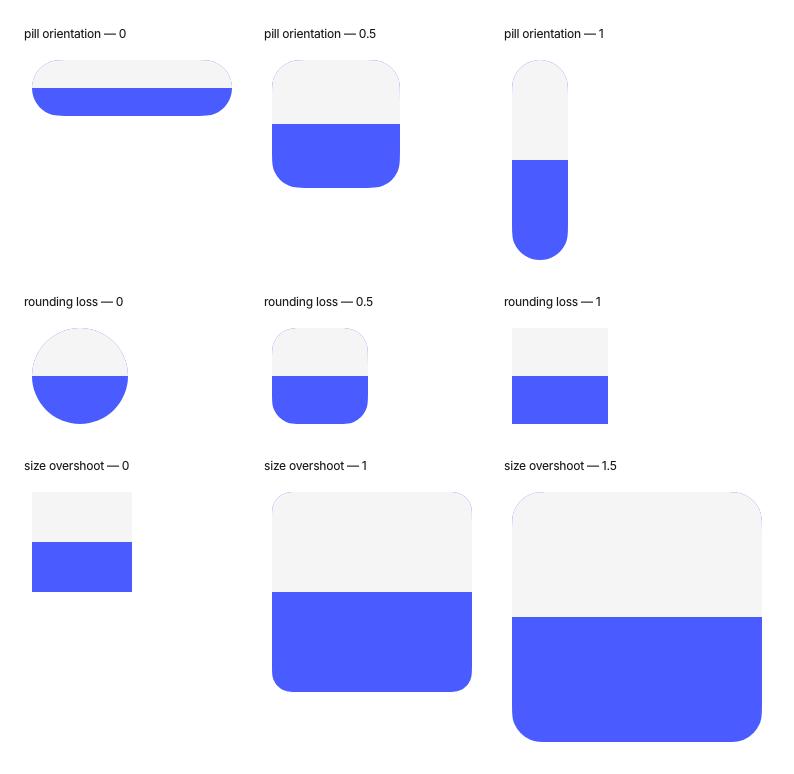 pill orientation — 0
pill orientation — 0.5
pill orientation — 1
rounding loss — 0
rounding loss — 0.5
rounding loss — 1
size overshoot — 0
size overshoot — 1
size overshoot — 1.5